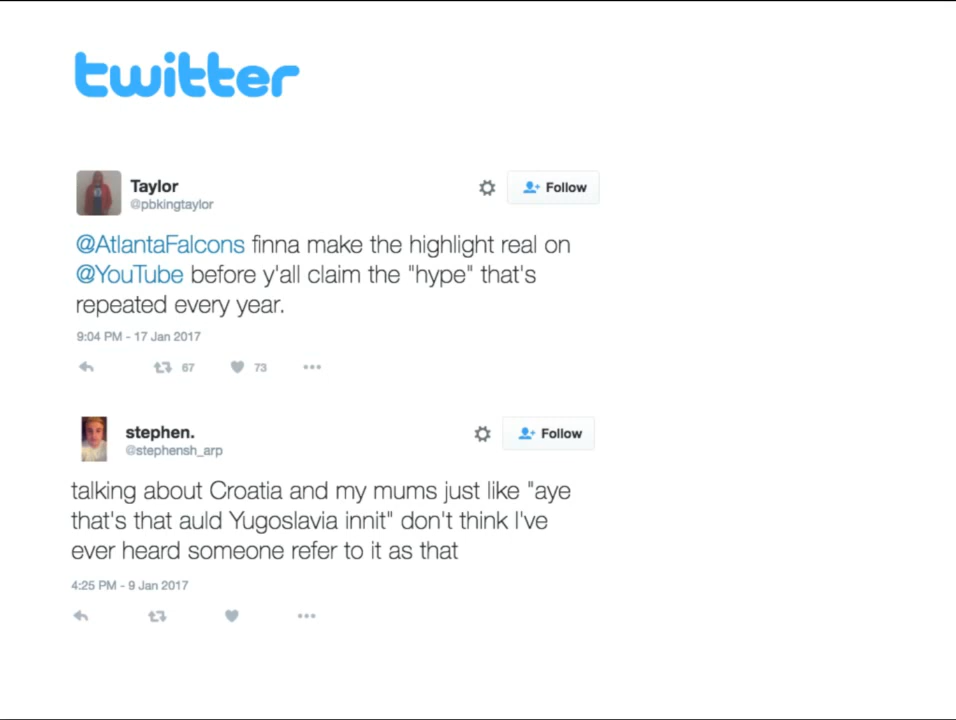 twitter
Taylor
@pbkingtaylor
Follow
@AtlantaFalcons finna make the highlight real on
@YouTube before y'all claim the "hype" that's
repeated every year.
9:04 PM - 17 Jan 2017
67 73
stephen.
@stephensh_arp
Follow
talking about Croatia and my mums just like "aye
that's that auld Yugoslavia innit" don't think I've
ever heard someone refer to it as that
4:25 PM - 9 Jan 2017